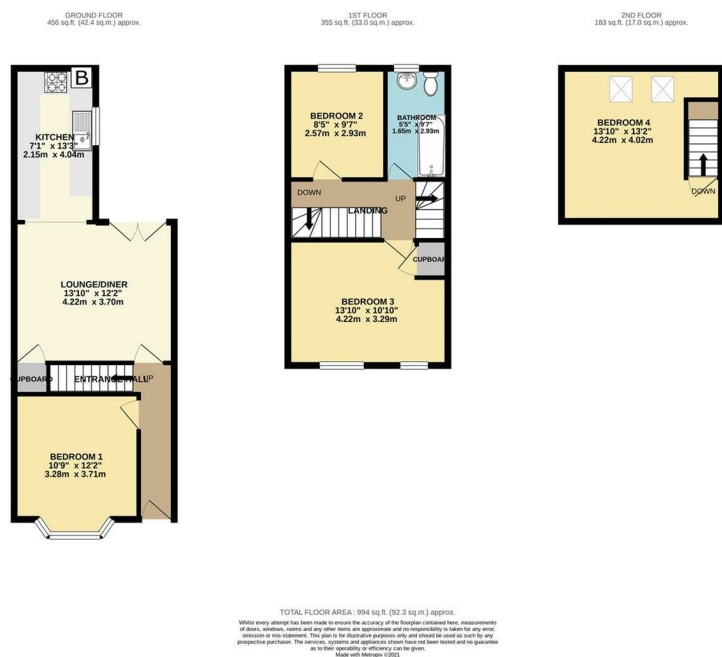 GROUND FLOOR
456 sq.ft. (42.4 sq.m.) approx.
B
KITCHEN
7'1" x 13'3"
2.15m x 4.04m
LOUNGE/DINER
13'10" x 12'2"
4.22m x 3.70m
CUPBOARD
ENTRANCE HALL
UP
BEDROOM 1
10'9" x 12'2"
3.28m x 3.71m
1ST FLOOR
355 sq.ft. (33.0 sq.m.) approx.
BEDROOM 2
8'5" x 9'7"
2.57m x 2.93m
BATHROOM
5'5" x 9'7"
1.65m x 2.93m
DOWN
UP
LANDING
CUPBOARD
BEDROOM 3
13'10" x 10'10"
4.22m x 3.29m
2ND FLOOR
183 sq.ft. (17.0 sq.m.) approx.
BEDROOM 4
13'10" x 13'2"
4.22m x 4.02m
DOWN
TOTAL FLOOR AREA : 994 sq.ft. (92.3 sq.m.) approx.
Whilst every attempt has been made to ensure the accuracy of the floorplan contained here, measurements
of doors, windows, rooms and any other items are approximate and no responsibility is taken for any error,
omission or mis-statement. This plan is for illustrative purposes only and should be used as such by any
prospective purchaser. The services, systems and appliances shown have not been tested and no guarantee
as to their operability or efficiency can be given.
Made with Metropix ©2021